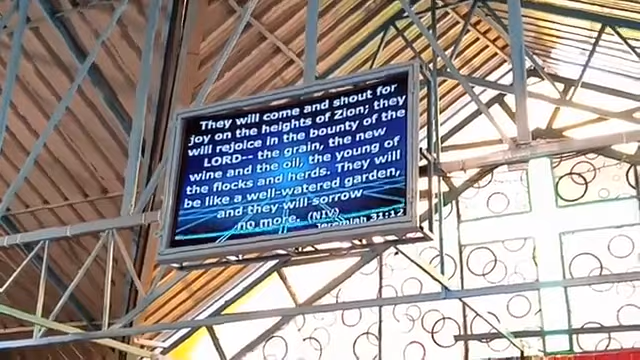 They will come and shout for
joy on the heights of Zion; they
will rejoice in the bounty of the
LORD-- the grain, the new
wine and the oil, the young of
the flocks and herds. They will
be like a well-watered garden,
and they will sorrow
no more. (NIV)
Jeremiah 31:12